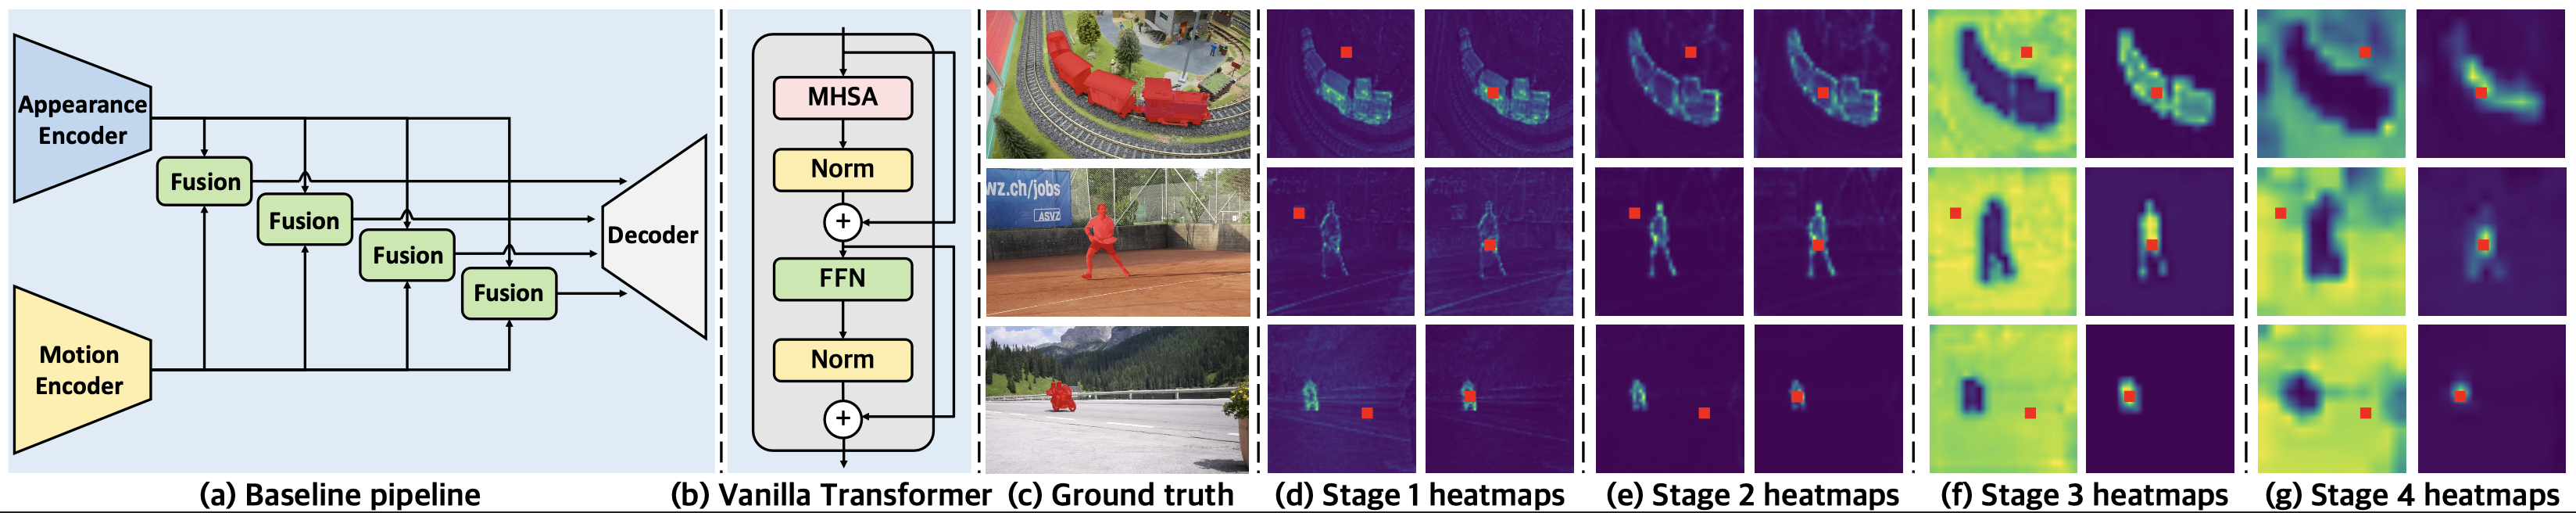 Appearance
Encoder
Fusion
Fusion
Fusion
Fusion
Motion
Encoder
Decoder
MHSA
Norm
+
FFN
Norm
+
wz.ch/jobs
ASVZ
(a) Baseline pipeline
(b) Vanilla Transformer
(c) Ground truth
(d) Stage 1 heatmaps
(e) Stage 2 heatmaps
(f) Stage 3 heatmaps
(g) Stage 4 heatmaps